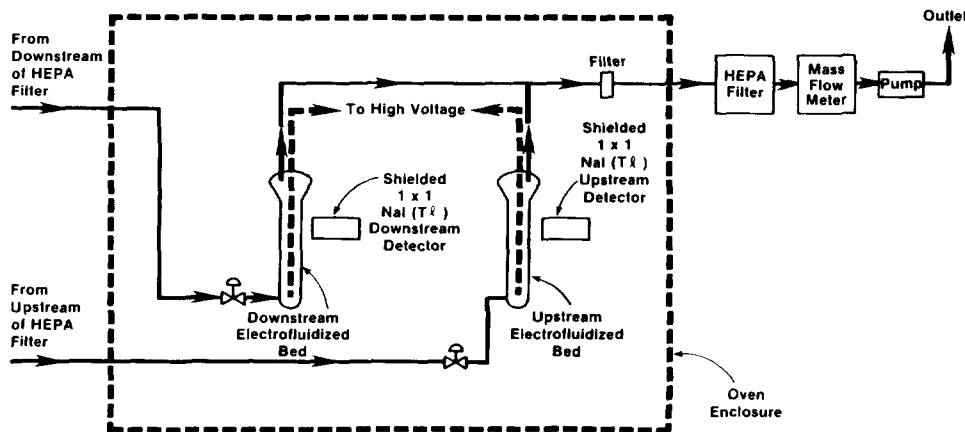 Outlet
From
Downstream
of HEPA
Filter
Filter
HEPA
Filter
Mass
Flow
Meter
Pump
To High Voltage
Shielded
1 x 1
NaI (Tℓ)
Upstream
Detector
Shielded
1 x 1
NaI (Tℓ)
Downstream
Detector
From
Upstream
of HEPA
Filter
Downstream
Electrofluidized
Bed
Upstream
Electrofluidized
Bed
Oven
Enclosure